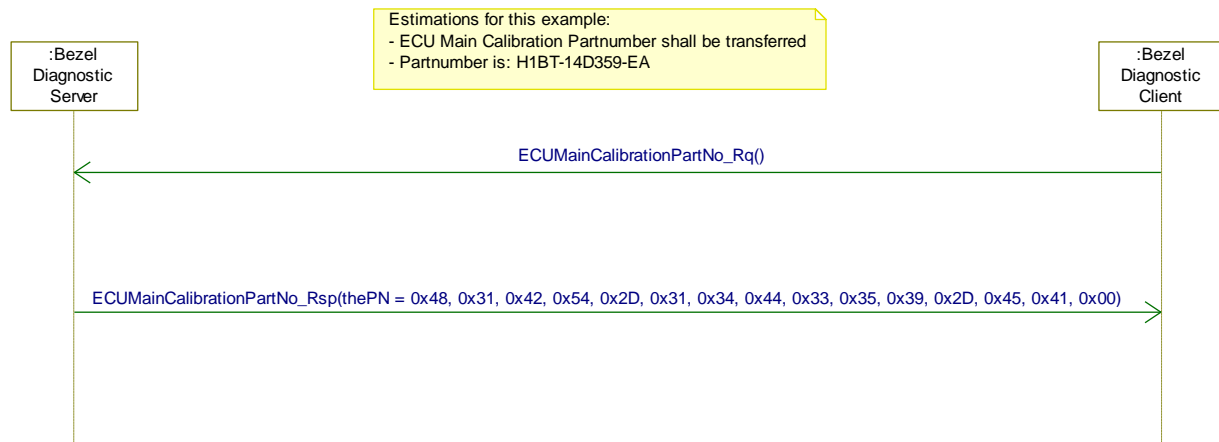 Estimations for this example:
- ECU Main Calibration Partnumber shall be transferred
- Partnumber is: H1BT-14D359-EA
:Bezel
Diagnostic
Server
:Bezel
Diagnostic
Client
ECUMainCalibrationPartNo_Rq()
ECUMainCalibrationPartNo_Rsp(thePN = 0x48, 0x31, 0x42, 0x54, 0x2D, 0x31, 0x34, 0x44, 0x33, 0x35, 0x39, 0x2D, 0x45, 0x41, 0x00)